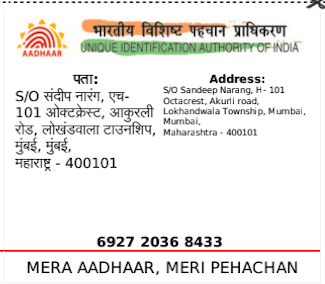 भारतीय विशिष्ट पहचान प्राधिकरण
AADHAAR
UNIQUE IDENTIFICATION AUTHORITY OF INDIA
पता:
S/O संदीप नारंग, एच-
101 ओक्टक्रेस्ट, आकुरली
रोड, लोखंडवाला टाउनशिप,
मुंबई, मुंबई,
महाराष्ट्र - 400101
Address:
S/O Sandeep Narang, H- 101
Octacrest, Akurli road,
Lokhandwala Township, Mumbai,
Mumbai,
Maharashtra - 400101
6927 2036 8433
MERA AADHAAR, MERI PEHACHAN